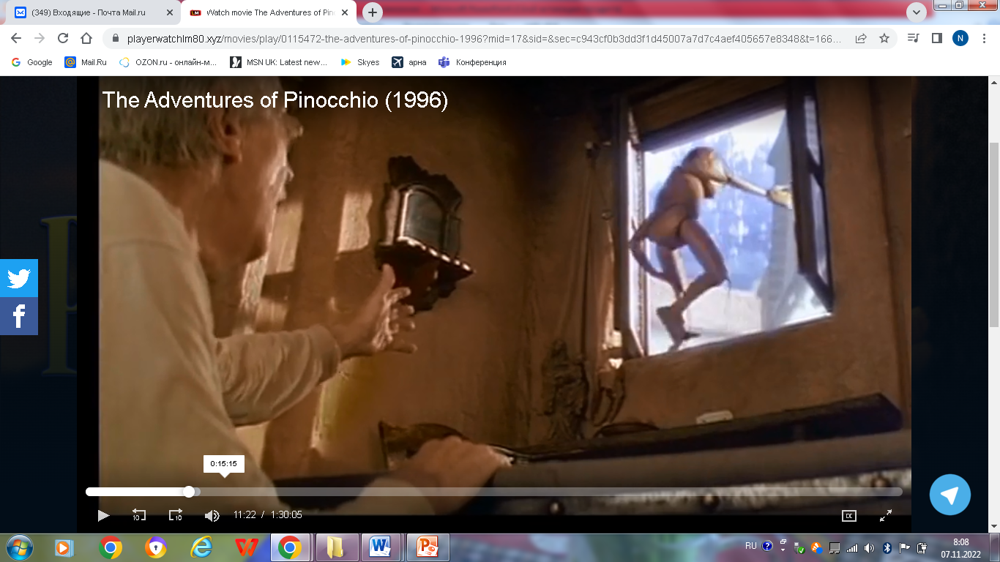 (349) Входящие - Почта Mail.ru
Watch movie The Adventures of Pin
playerwatchlm80.xyz/movies/play/0115472-the-adventures-of-pinocchio-1996?mid=17&sid=&sec=c943cf0b3dd3f1d45007a7d7c4aef405657e8348&t=166...
N
Google
Mail.Ru
OZON.ru - онлайн-м...
MSN UK: Latest new...
Skyes
арна
Конференция
The Adventures of Pinocchio (1996)
0:15:15
10
10
11:22 / 1:30:05
CC
RU
8:08
07.11.2022